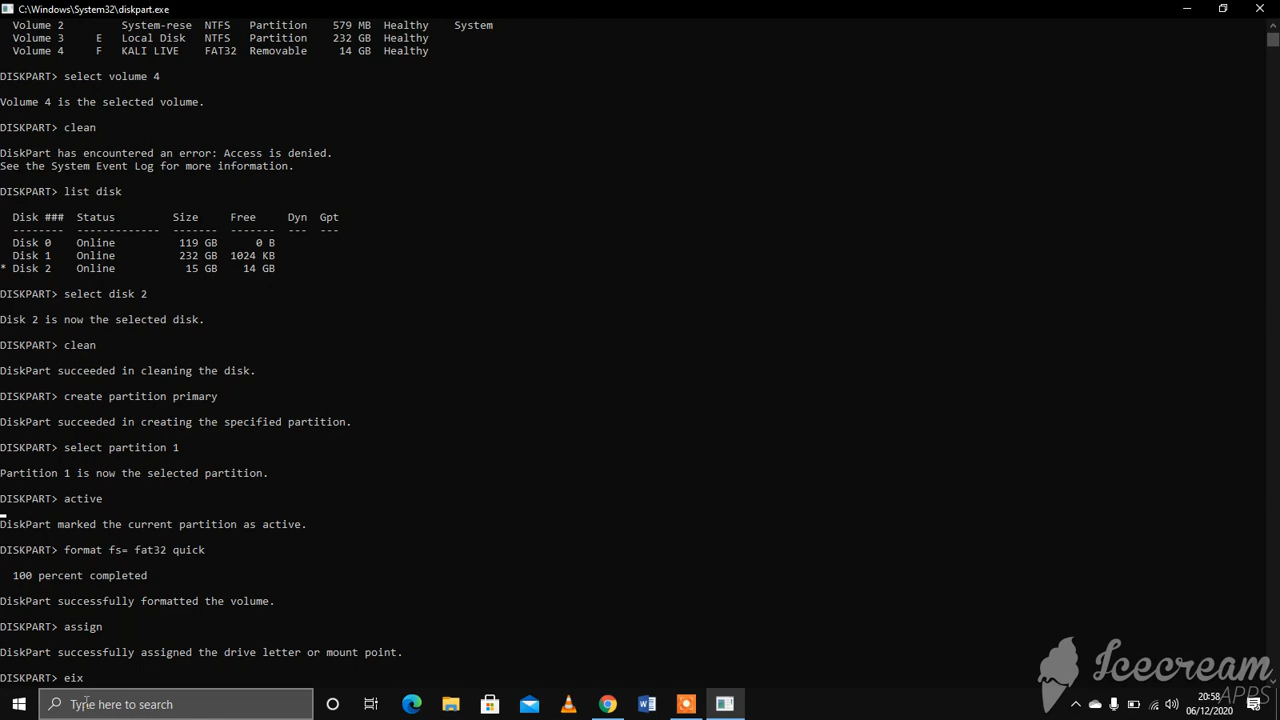 C:\Windows\System32\diskpart.exe
Volume 2 System-rese NTFS Partition 579 MB Healthy System
Volume 3 E Local Disk NTFS Partition 232 GB Healthy
Volume 4 F KALI LIVE FAT32 Removable 14 GB Healthy
DISKPART> select volume 4
Volume 4 is the selected volume.
DISKPART> clean
DiskPart has encountered an error: Access is denied.
See the System Event Log for more information.
DISKPART> list disk
Disk ### Status Size Free Dyn Gpt
-------- ------------- ------- ------- --- ---
Disk 0 Online 119 GB 0 B
Disk 1 Online 232 GB 1024 KB
* Disk 2 Online 15 GB 14 GB
DISKPART> select disk 2
Disk 2 is now the selected disk.
DISKPART> clean
DiskPart succeeded in cleaning the disk.
DISKPART> create partition primary
DiskPart succeeded in creating the specified partition.
DISKPART> select partition 1
Partition 1 is now the selected partition.
DISKPART> active
DiskPart marked the current partition as active.
DISKPART> format fs= fat32 quick
100 percent completed
DiskPart successfully formatted the volume.
DISKPART> assign
DiskPart successfully assigned the drive letter or mount point.
DISKPART> eix
Icecream
APPS
Type here to search
20:58
06/12/2020